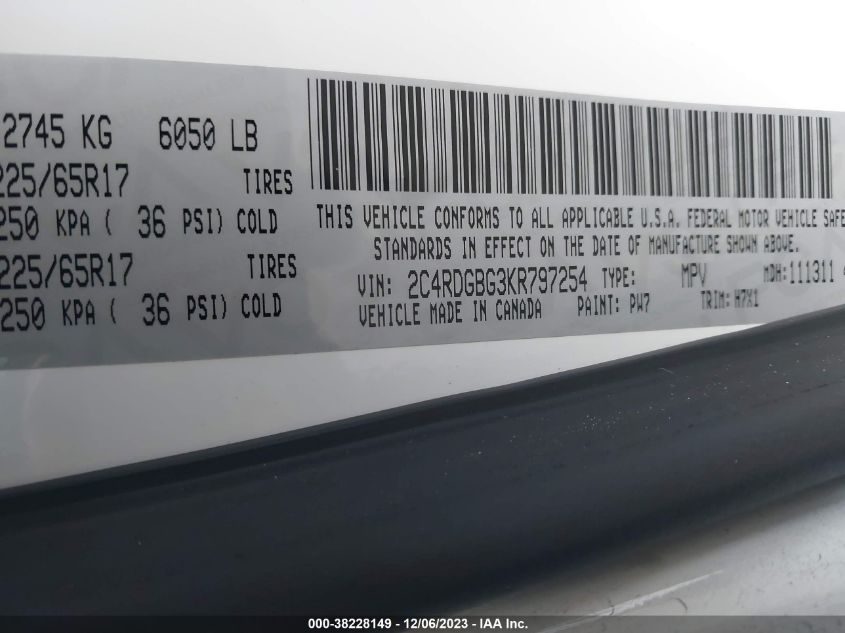 2745 KG 6050 LB
225/65R17 TIRES
250 KPA ( 36 PSI) COLD
225/65R17 TIRES
250 KPA ( 36 PSI) COLD
THIS VEHICLE CONFORMS TO ALL APPLICABLE U.S.A. FEDERAL MOTOR VEHICLE SAFE
STANDARDS IN EFFECT ON THE DATE OF MANUFACTURE SHOWN ABOVE.
VIN: 2C4RDGBG3KR797254 TYPE: MPV MDH:111311 4
VEHICLE MADE IN CANADA PAINT: PW7 TRIM: H7X1
000-38228149 - 12/06/2023 - IAA Inc.